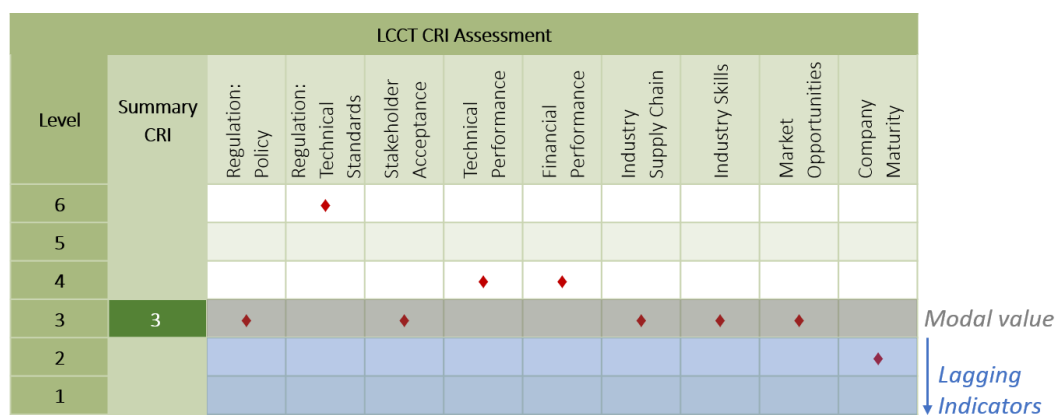 LCCT CRI Assessment
Level
Summary
CRI
Regulation:
Policy
Regulation:
Technical
Standards
Stakeholder
Acceptance
Technical
Performance
Financial
Performance
Industry
Supply Chain
Industry Skills
Market
Opportunities
Company
Maturity
6
5
4
3
3
Modal value
2
1
Lagging
Indicators